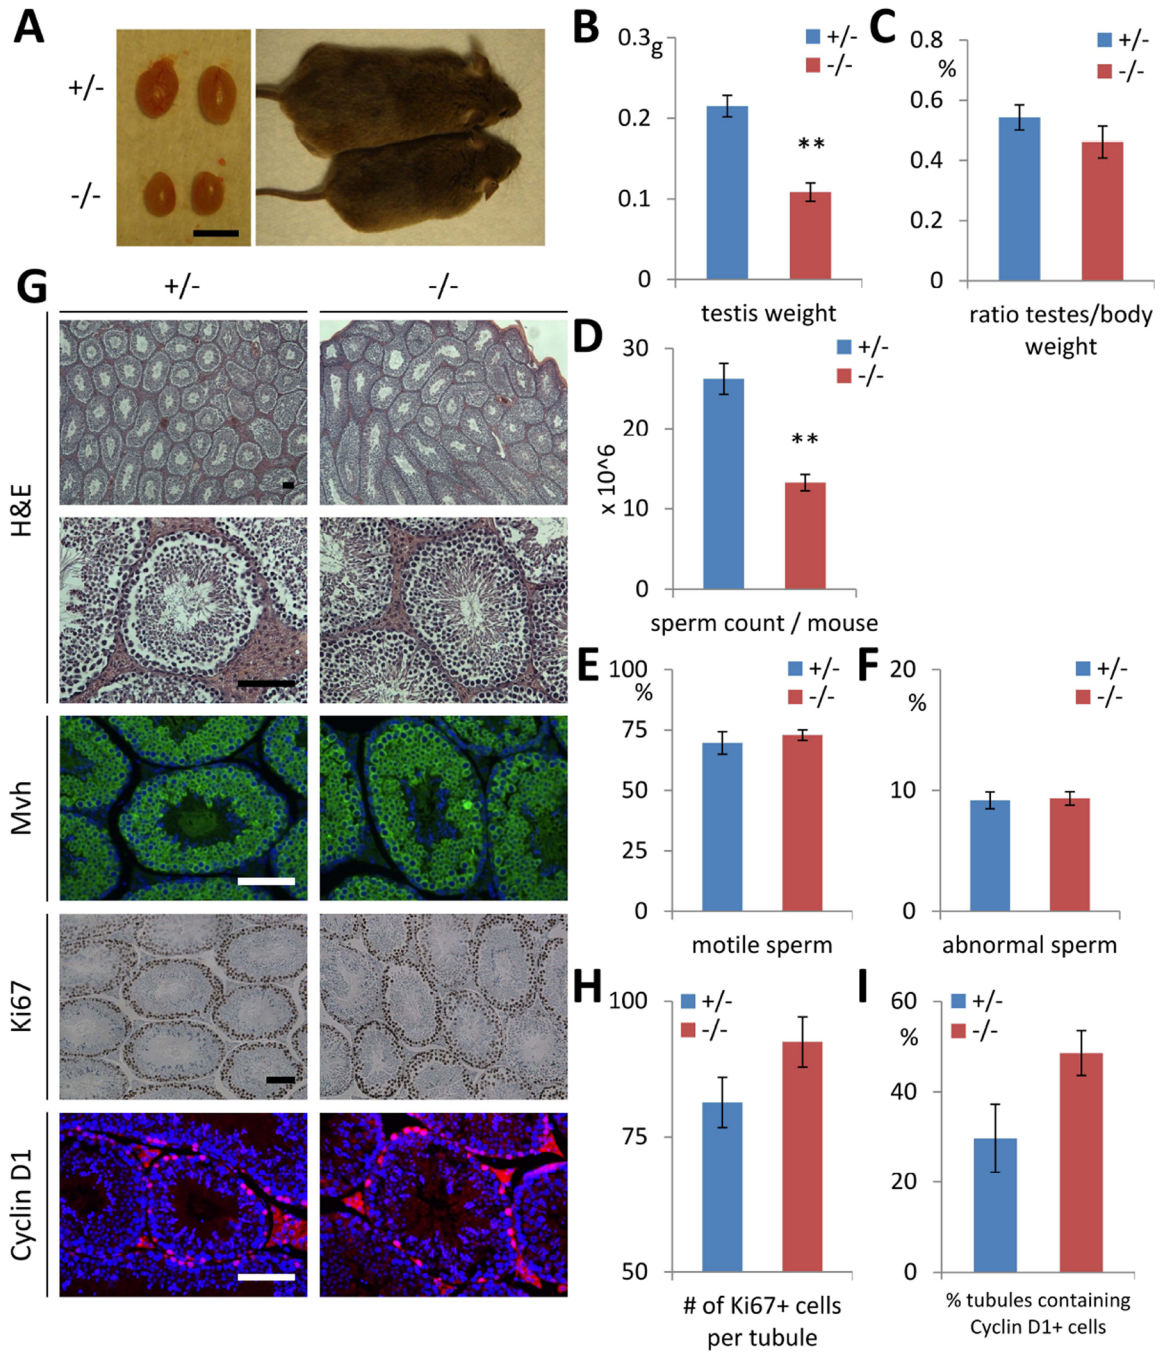 A
+/-
-/-
B
0.3
g
0.2
0.1
0
+/-
-/-
**
testis weight
C
0.8
%
0.6
0.4
0.2
0
+/-
-/-
ratio testes/body
weight
D
30
20
10
0
x 10^6
+/-
-/-
**
sperm count / mouse
E
100
%
75
50
25
0
+/-
-/-
motile sperm
F
20
%
10
0
+/-
-/-
abnormal sperm
G
+/-
-/-
H&E
Mvh
Ki67
Cyclin D1
H
100
75
50
+/-
-/-
# of Ki67+ cells
per tubule
I
60
%
40
20
0
+/-
-/-
% tubules containing
Cyclin D1+ cells